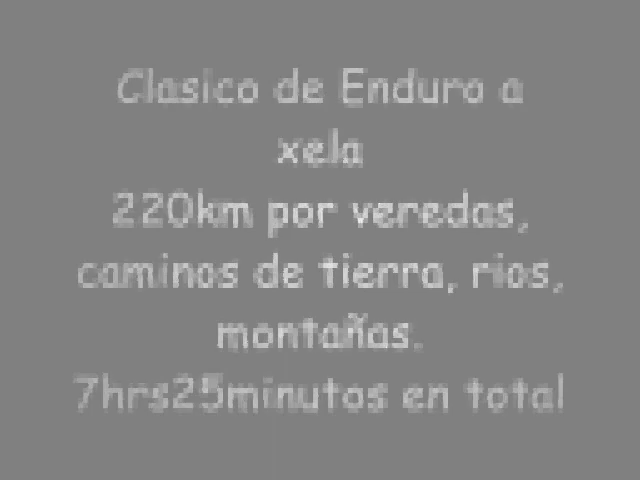 Clasico de Enduro a
xela
220km por veredas,
caminos de tierra, rios,
montañas.
7hrs25minutos en total